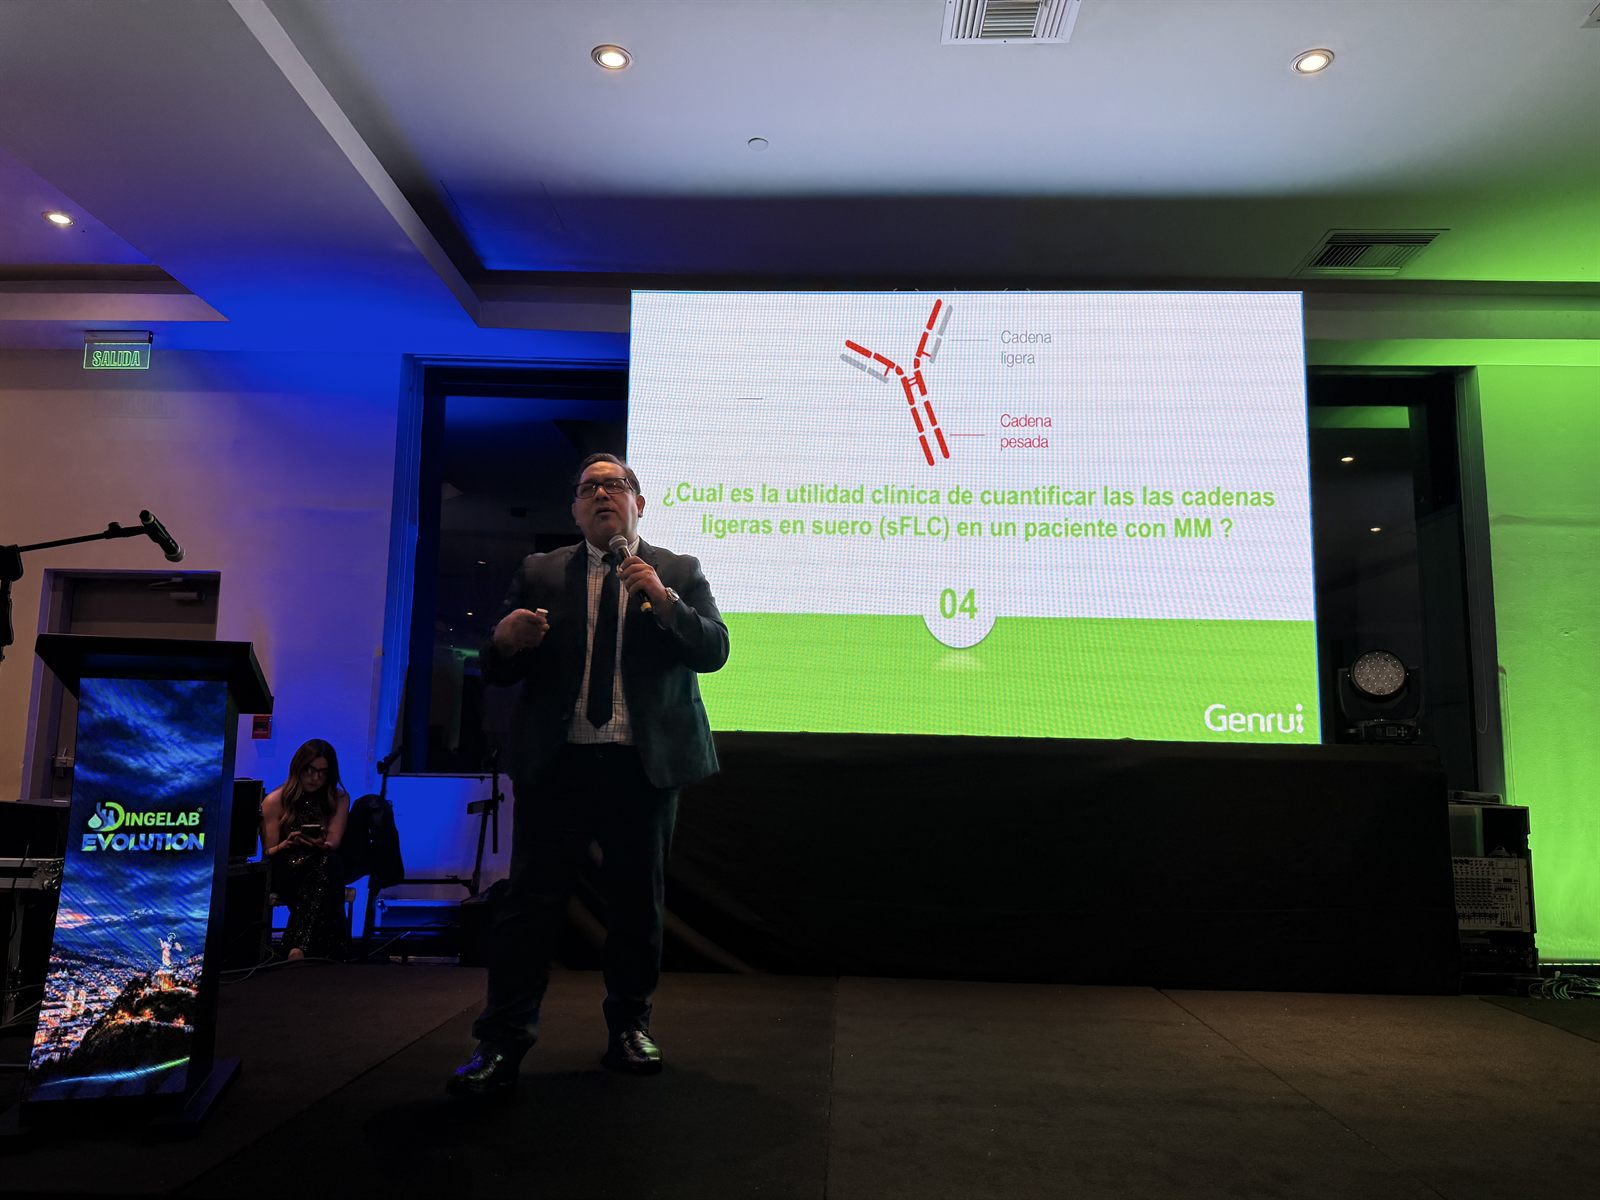 SALIDA
Cadena
ligera
Cadena
pesada
¿Cual es la utilidad clínica de cuantificar las las cadenas
ligeras en suero (sFLC) en un paciente con MM ?
04
Genrui
DINGELAB®
EVOLUTION